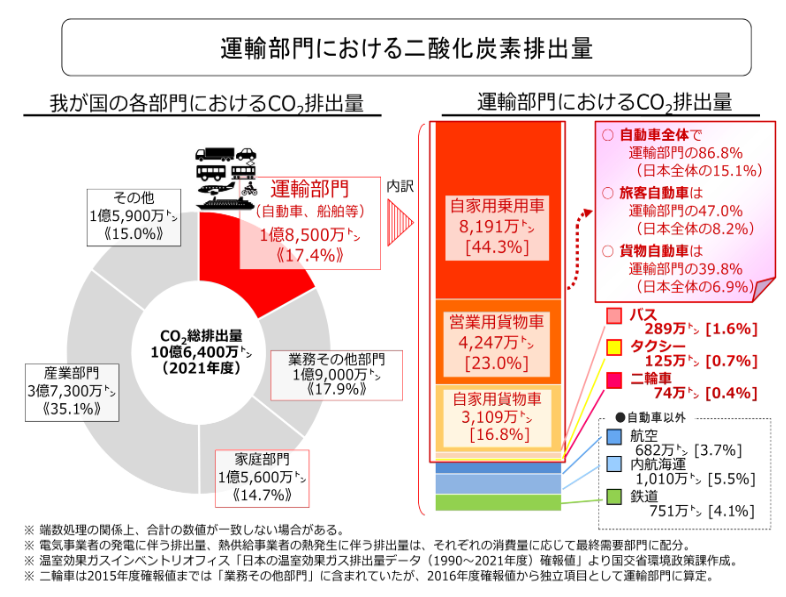 運輸部門における二酸化炭素排出量
我が国の各部門におけるCO2排出量
その他
1億5,900万㌧
《15.0%》
運輸部門
（自動車、船舶等）
1億8,500万㌧
《17.4%》
CO2総排出量
10億6,400万㌧
（2021年度）
産業部門
3億7,300万㌧
《35.1%》
業務その他部門
1億9,000万㌧
《17.9%》
家庭部門
1億5,600万㌧
《14.7%》
内訳
運輸部門におけるCO2排出量
自家用乗用車
8,191万㌧
[44.3%]
営業用貨物車
4,247万㌧
[23.0%]
自家用貨物車
3,109万㌧
[16.8%]
○ 自動車全体で
運輸部門の86.8%
（日本全体の15.1%）
○ 旅客自動車は
運輸部門の47.0%
（日本全体の8.2%）
○ 貨物自動車は
運輸部門の39.8%
（日本全体の6.9%）
バス
289万㌧ [1.6%]
タクシー
125万㌧ [0.7%]
二輪車
74万㌧ [0.4%]
●自動車以外
航空
682万㌧ [3.7%]
内航海運
1,010万㌧ [5.5%]
鉄道
751万㌧ [4.1%]
※ 端数処理の関係上、合計の数値が一致しない場合がある。
※ 電気事業者の発電に伴う排出量、熱供給事業者の熱発生に伴う排出量は、それぞれの消費量に応じて最終需要部門に配分。
※ 温室効果ガスインベントリオフィス「日本の温室効果ガス排出量データ（1990～2021年度）確報値」より国交省環境政策課作成。
※ 二輪車は2015年度確報値までは「業務その他部門」に含まれていたが、2016年度確報値から独立項目として運輸部門に算定。